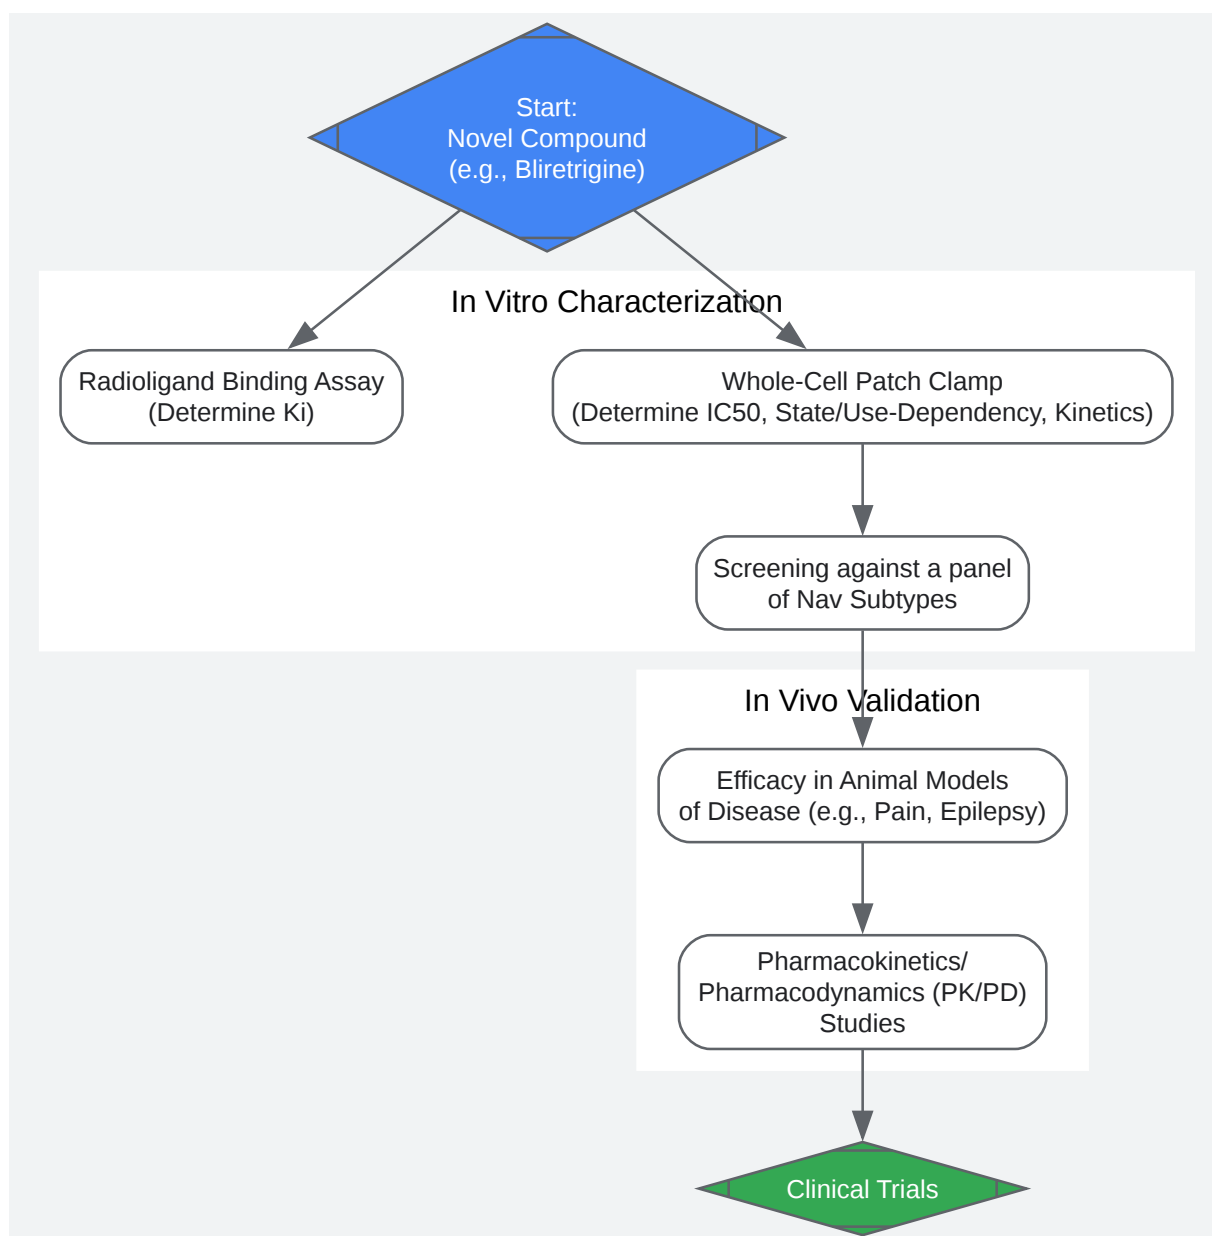 Start:
Novel Compound
(e.g., Bliretrigine)
In Vitro Characterization
Radioligand Binding Assay
(Determine Ki)
Whole-Cell Patch Clamp
(Determine IC50, State/Use-Dependency, Kinetics)
Screening against a panel
of Nav Subtypes
In Vivo Validation
Efficacy in Animal Models
of Disease (e.g., Pain, Epilepsy)
Pharmacokinetics/
Pharmacodynamics (PK/PD)
Studies
Clinical Trials